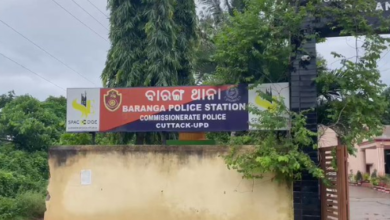 ବାରଙ୍ଗ ଥାନା
BARANGA POLICE STATION
COMMISSIONERATE POLICE
CUTTACK-UPD